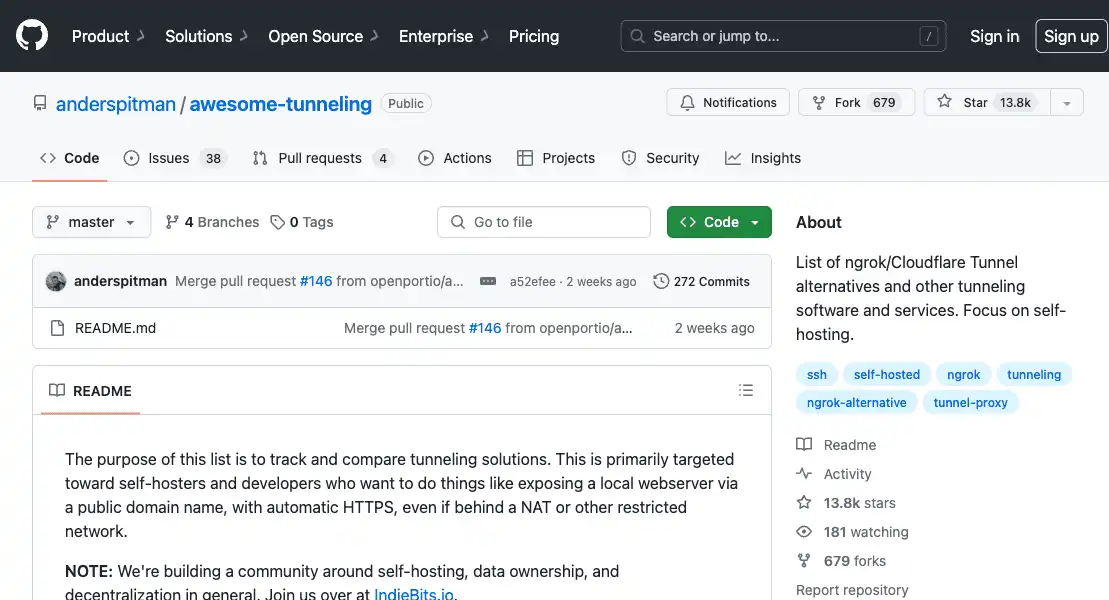 Product Solutions Open Source Enterprise Pricing Search or jump to... / Sign in Sign up
anderspitman / awesome-tunneling Public Notifications Fork 679 Star 13.8k
Code Issues 38 Pull requests 4 Actions Projects Security Insights
master 4 Branches 0 Tags Go to file Code
anderspitman Merge pull request #146 from openportio/a... a52efee · 2 weeks ago 272 Commits
README.md Merge pull request #146 from openportio/a... 2 weeks ago
README
The purpose of this list is to track and compare tunneling solutions. This is primarily targeted
toward self-hosters and developers who want to do things like exposing a local webserver via
a public domain name, with automatic HTTPS, even if behind a NAT or other restricted
network.
NOTE: We're building a community around self-hosting, data ownership, and
decentralization in general. Join us over at IndieBits.io.
About
List of ngrok/Cloudflare Tunnel
alternatives and other tunneling
software and services. Focus on self-
hosting.
ssh self-hosted ngrok tunneling
ngrok-alternative tunnel-proxy
Readme
Activity
13.8k stars
181 watching
679 forks
Report repository